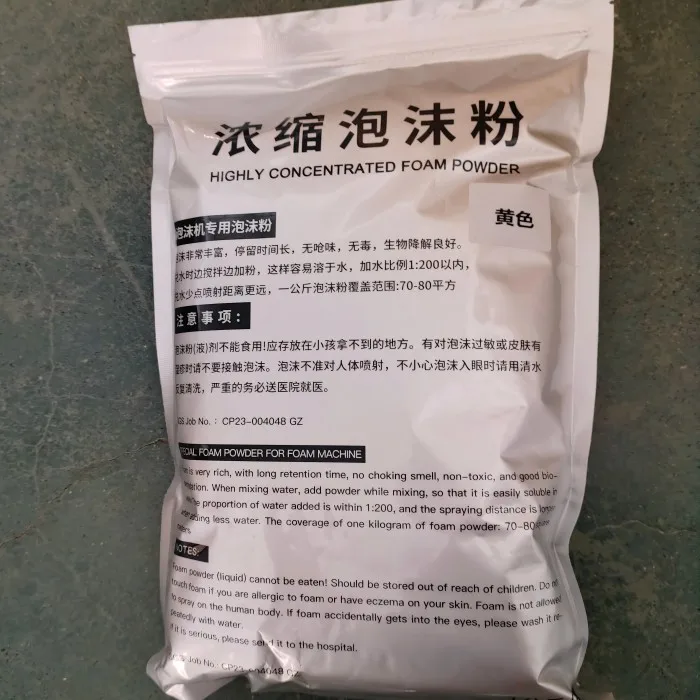 浓缩泡沫粉
HIGHLY CONCENTRATED FOAM POWDER
黄色
泡沫机专用泡沫粉
泡沫非常丰富，停留时间长，无呛味，无毒，生物降解良好。
水时边搅拌边加粉，这样容易溶于水，加水比例1:200以内，
水少点喷射距离更远，一公斤泡沫粉覆盖范围:70-80平方
注意事项：
泡沫粉(液)剂不能食用!应存放在小孩拿不到的地方。有对泡沫过敏或皮肤有
时请不要接触泡沫。泡沫不准对人体喷射，不小心泡沫入眼时请用清水
反复清洗，严重的务必送医院就医。
SGS Job No.：CP23-004048 GZ
SPECIAL FOAM POWDER FOR FOAM MACHINE
is very rich, with long retention time, no choking smell, non-toxic, and good bio-
When mixing water, add powder while mixing, so that it is easily soluble in
The proportion of water added is within 1:200, and the spraying distance is longer
adding less water. The coverage of one kilogram of foam powder: 70-80
NOTES:
Foam powder (liquid) cannot be eaten! Should be stored out of reach of children. Do not
touch foam if you are allergic to foam or have eczema on your skin. Foam is not allowed
to spray on the human body. If foam accidentally gets into the eyes, please wash it re-
peatedly with water.
If it is serious, please send it to the hospital.
SGS Job No.: CP23-004048 GZ